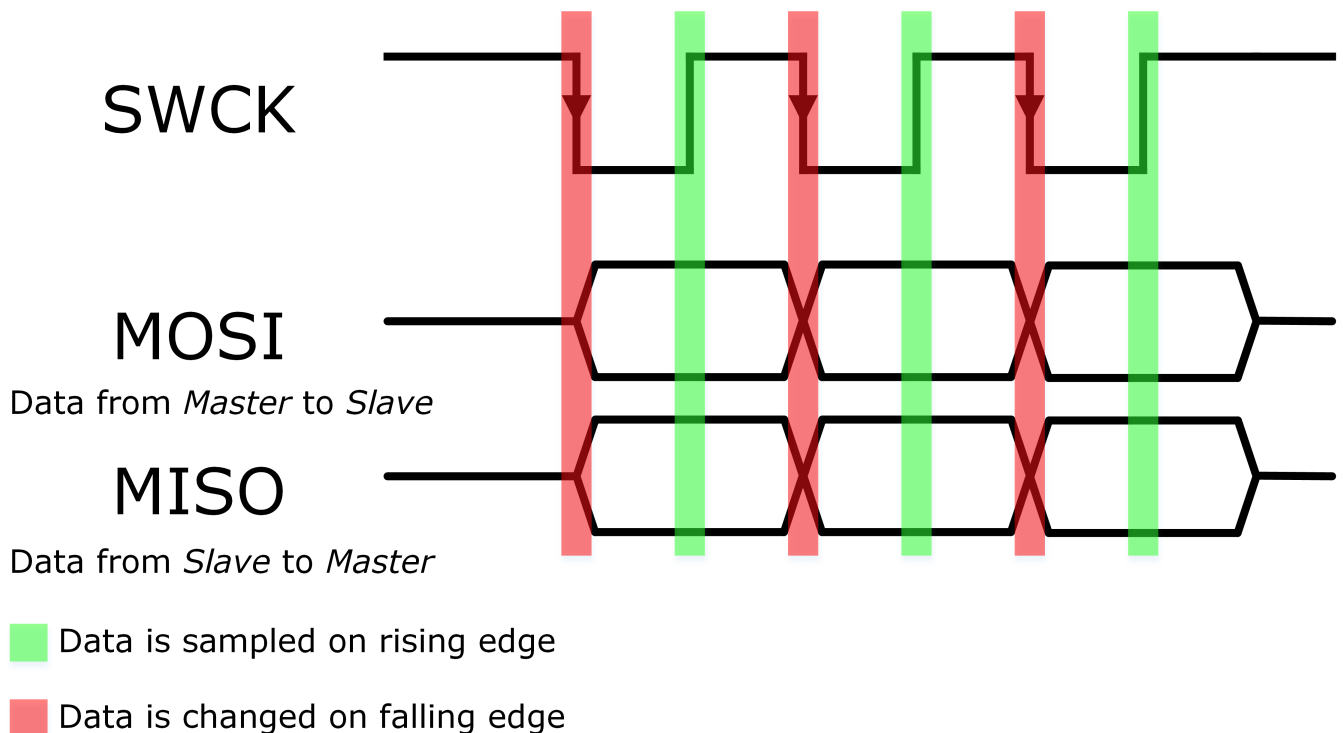 SWCK
MOSI
Data from Master to Slave
MISO
Data from Slave to Master
Data is sampled on rising edge
Data is changed on falling edge